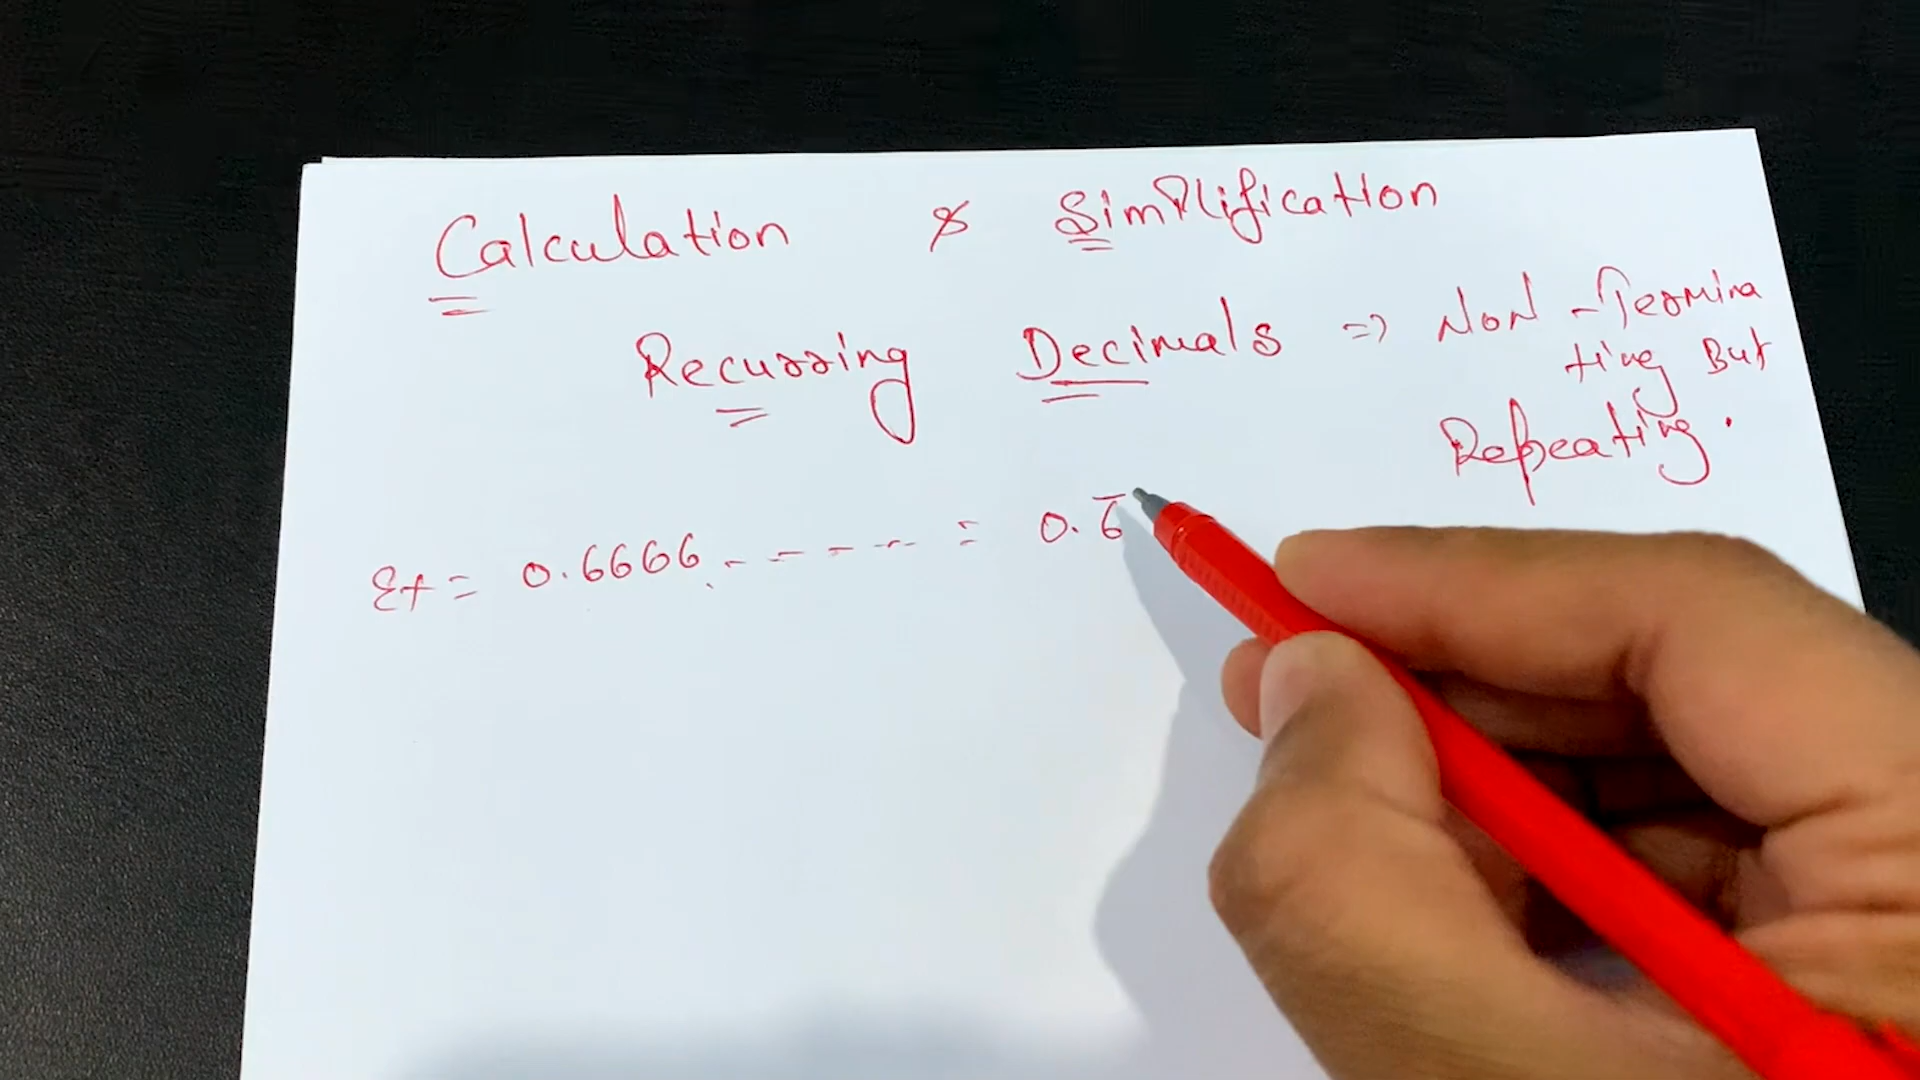 Calculation & Simplification
Recurring Decimals => Non-Termina
ting But
Repeating.
Ex = 0.6666.----- = 0.6̅